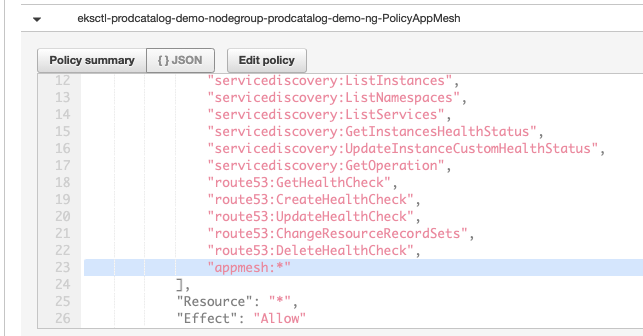 eksctl-prodcatalog-demo-nodegroup-prodcatalog-demo-ng-PolicyAppMesh
Policy summary { } JSON Edit policy
12 "servicediscovery:ListInstances",
13 "servicediscovery:ListNamespaces",
14 "servicediscovery:ListServices",
15 "servicediscovery:GetInstancesHealthStatus",
16 "servicediscovery:UpdateInstanceCustomHealthStatus",
17 "servicediscovery:GetOperation",
18 "route53:GetHealthCheck",
19 "route53:CreateHealthCheck",
20 "route53:UpdateHealthCheck",
21 "route53:ChangeResourceRecordSets",
22 "route53:DeleteHealthCheck",
23 "appmesh:*"
24 ],
25 "Resource": "*",
26 "Effect": "Allow"